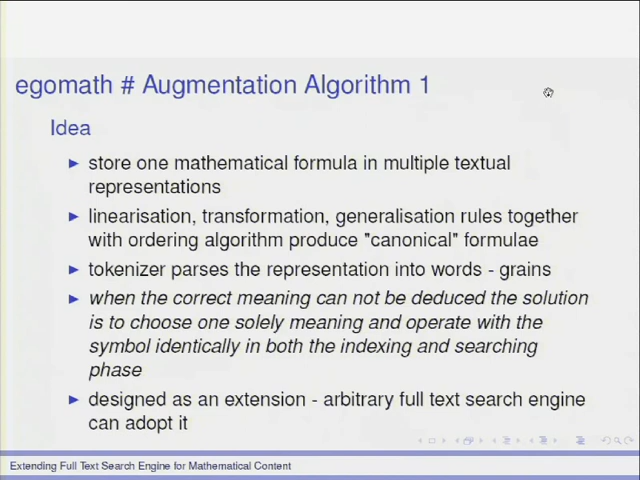 egomath # Augmentation Algorithm 1
Idea
store one mathematical formula in multiple textual
representations
linearisation, transformation, generalisation rules together
with ordering algorithm produce "canonical" formulae
tokenizer parses the representation into words - grains
when the correct meaning can not be deduced the solution
is to choose one solely meaning and operate with the
symbol identically in both the indexing and searching
phase
designed as an extension - arbitrary full text search engine
can adopt it
Extending Full Text Search Engine for Mathematical Content